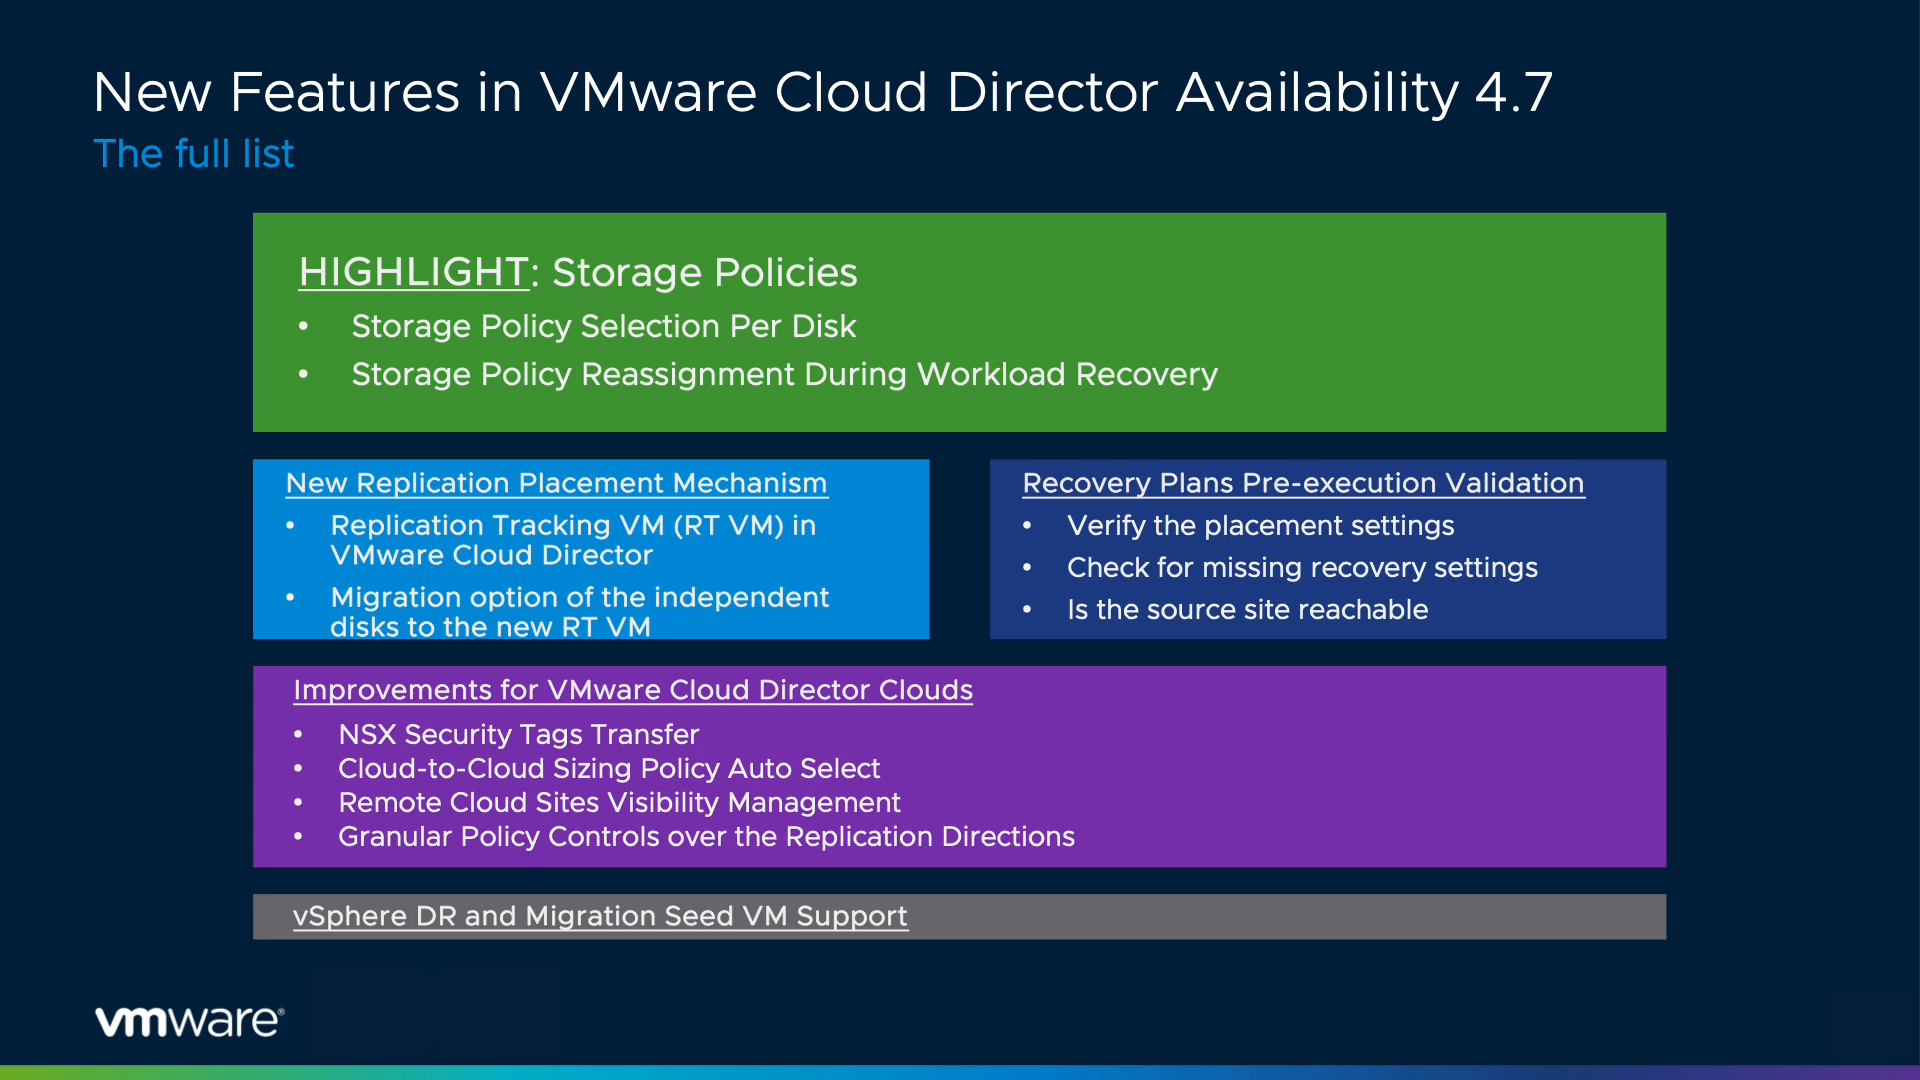 New Features in VMware Cloud Director Availability 4.7
The full list
HIGHLIGHT: Storage Policies
• Storage Policy Selection Per Disk
• Storage Policy Reassignment During Workload Recovery
New Replication Placement Mechanism
• Replication Tracking VM (RT VM) in
VMware Cloud Director
• Migration option of the independent
disks to the new RT VM
Recovery Plans Pre-execution Validation
• Verify the placement settings
• Check for missing recovery settings
• Is the source site reachable
Improvements for VMware Cloud Director Clouds
• NSX Security Tags Transfer
• Cloud-to-Cloud Sizing Policy Auto Select
• Remote Cloud Sites Visibility Management
• Granular Policy Controls over the Replication Directions
vSphere DR and Migration Seed VM Support
vmware®